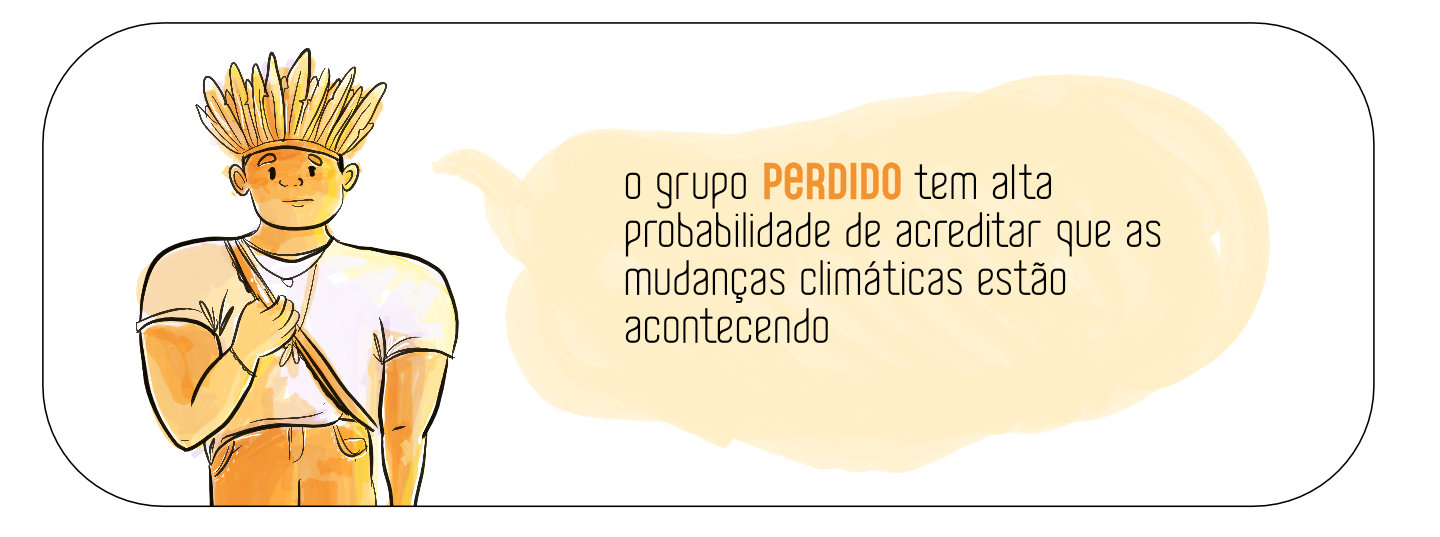 o grupo PERDIDO tem alta
probabilidade de acreditar que as
mudanças climáticas estão
acontecendo